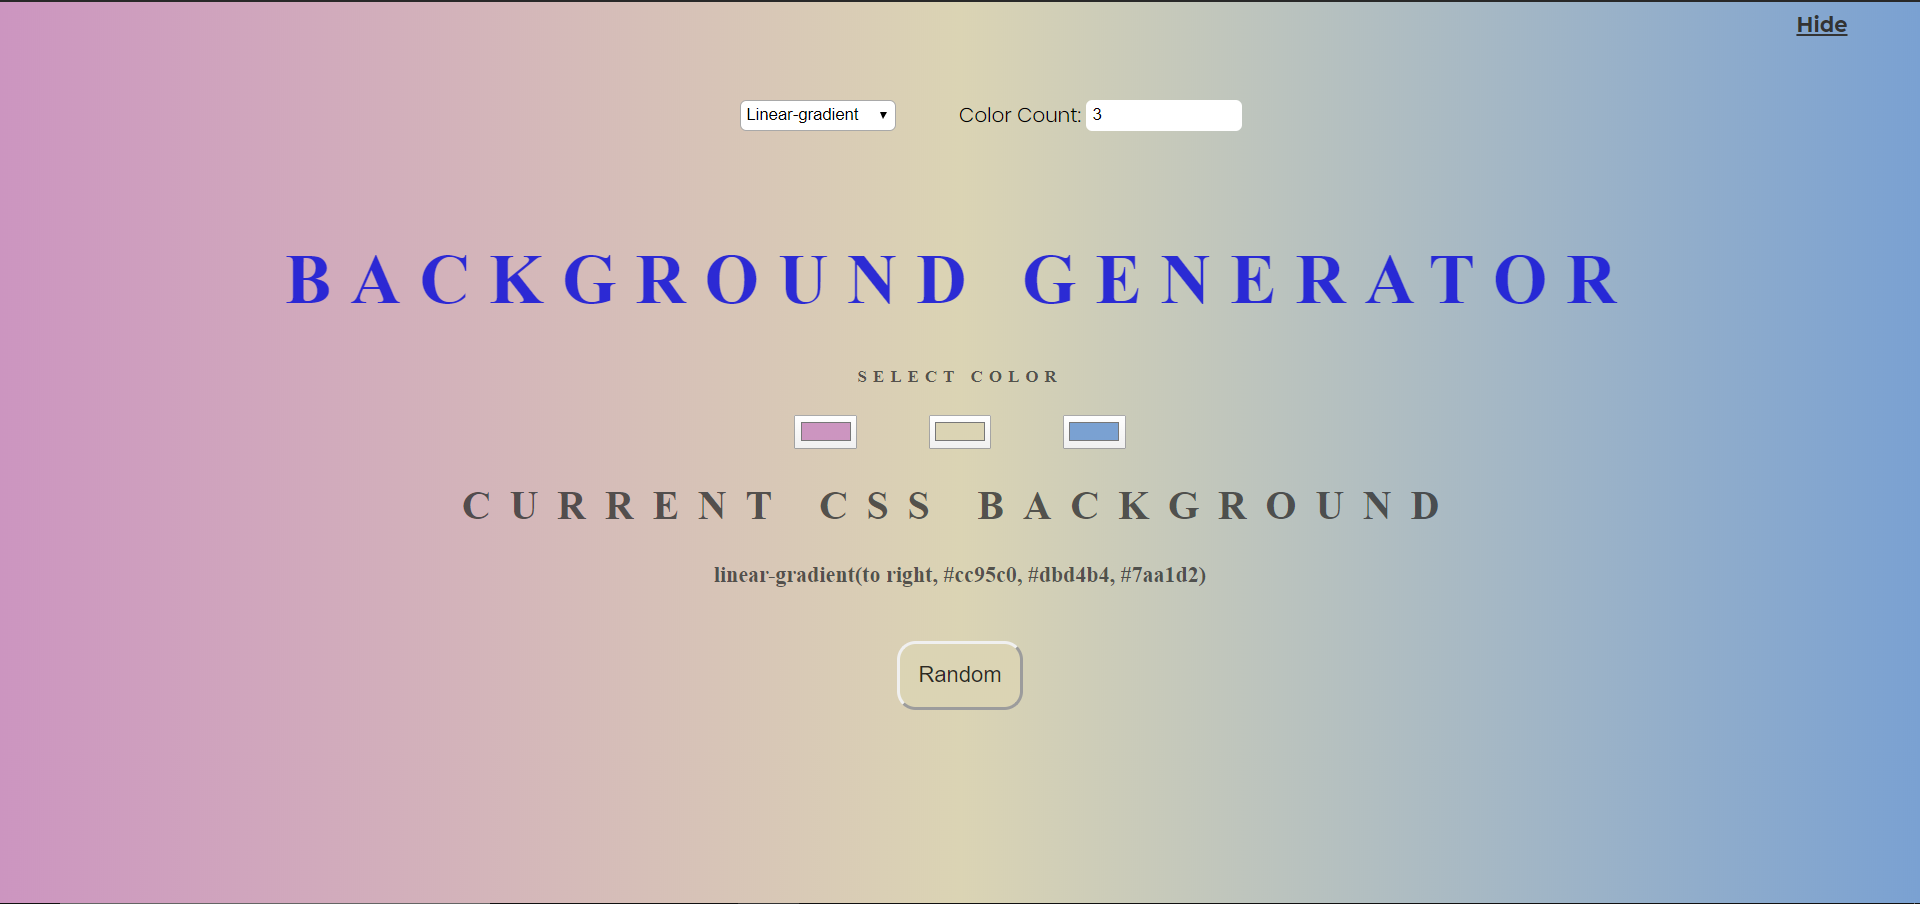 Hide
Linear-gradient Color Count: 3
BACKGROUND GENERATOR
SELECT COLOR
CURRENT CSS BACKGROUND
linear-gradient(to right, #cc95c0, #dbd4b4, #7aa1d2)
Random